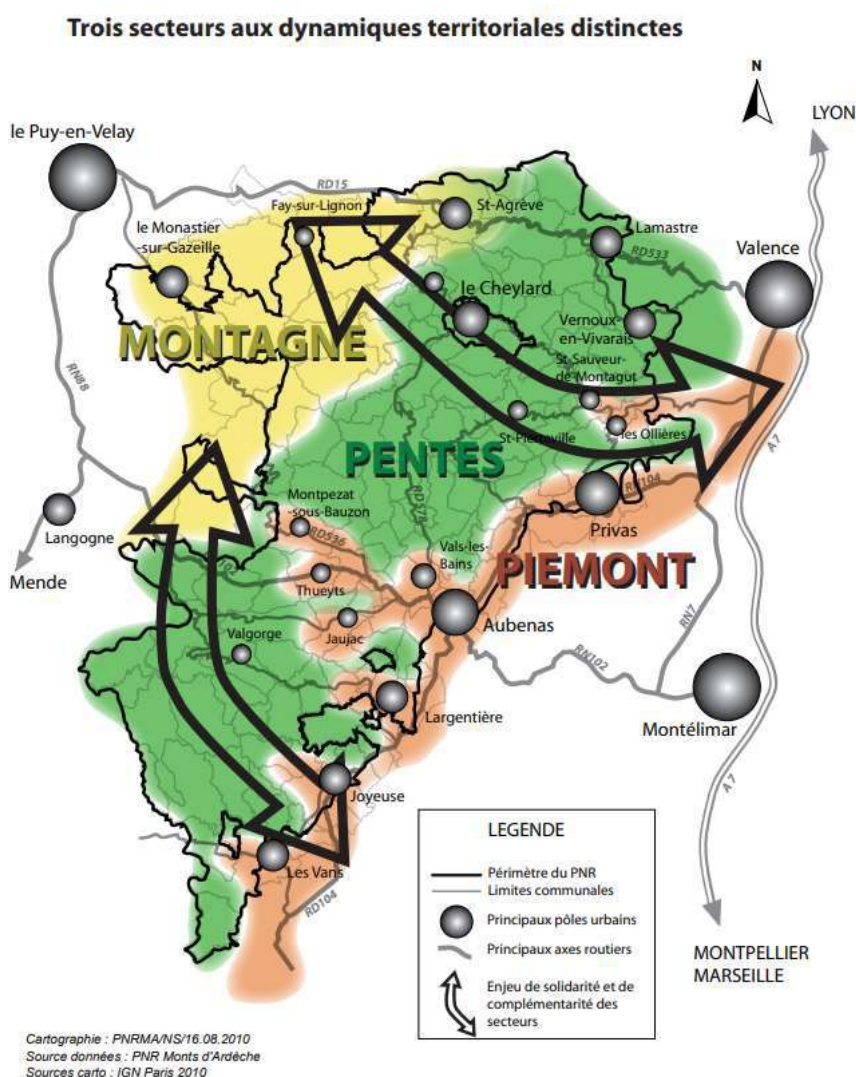 Trois secteurs aux dynamiques territoriales distinctes
N
LYON
le Puy-en-Velay
RD15
Fay-sur-Lignon
St-Agrève
le Monastier
-sur-Gazeille
Lamastre
RD533
Valence
le Cheylard
MONTAGNE
Vernoux-
en-Vivarais
RN88
St-Sauveur-
de-Montagut
St-Pierreville
les Ollières
A 7
PENTES
RD578
RN104
Montpezat
-sous-Bauzon
Privas
Langogne
RD536
Vals-les-
Bains
PIEMONT
Mende
Thueyts
Aubenas
RN7
Valgorge
Jaujac
RN102
Largentière
Montélimar
A 7
Joyeuse
LEGENDE
Les Vans
Périmètre du PNR
Limites communales
RD104
Principaux pôles urbains
Principaux axes routiers
MONTPELLIER
MARSEILLE
Enjeu de solidarité et de
complémentarité des
secteurs
Cartographie : PNRMA/NS/16.08.2010
Source données : PNR Monts d'Ardèche
Sources carto : IGN Paris 2010